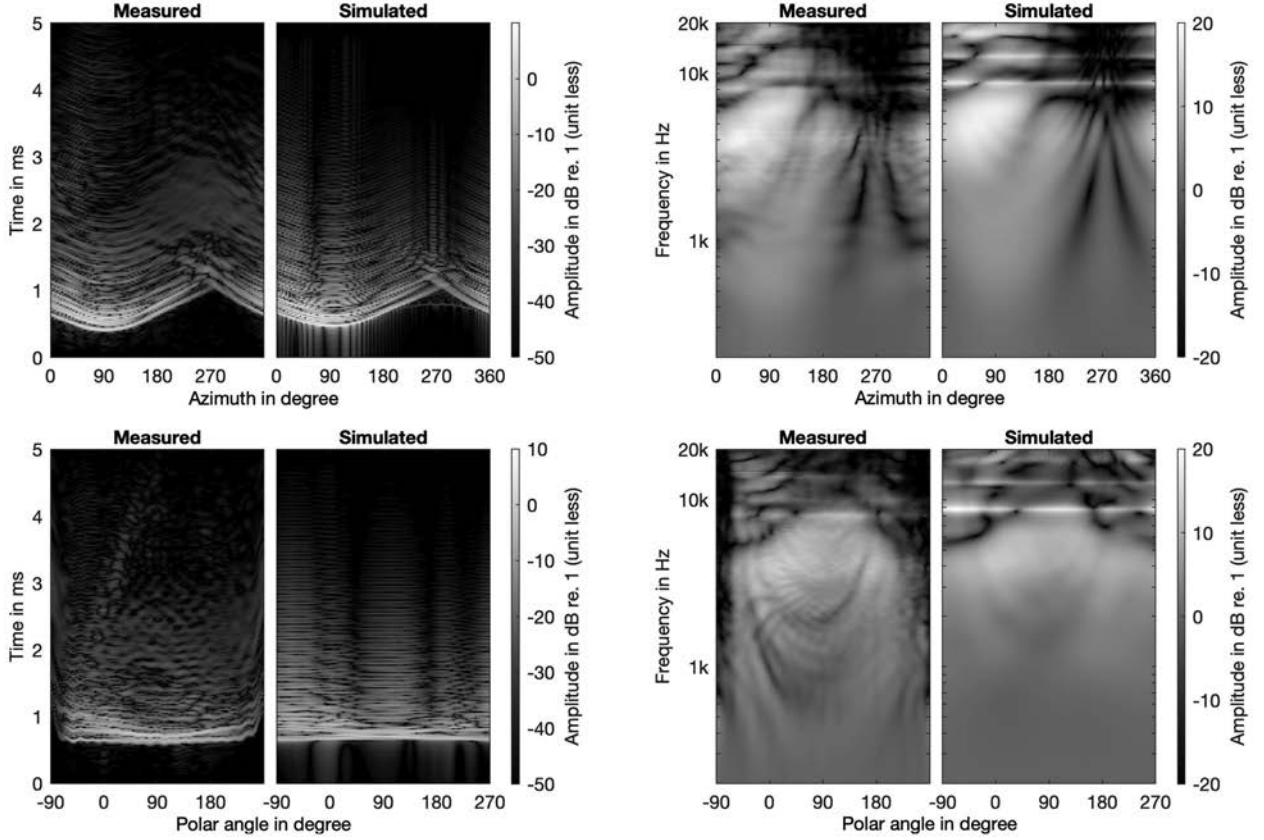 Measured Simulated
5
4
3
2
1
0
Time in ms
0 90 180 270 0 90 180 270 360
Azimuth in degree
0
-10
-20
-30
-40
-50
Amplitude in dB re. 1 (unit less)
Measured Simulated
20k
10k
1k
Frequency in Hz
0 90 180 270 0 90 180 270 360
Azimuth in degree
20
10
0
-10
-20
Amplitude in dB re. 1 (unit less)
Measured Simulated
5
4
3
2
1
0
Time in ms
-90 0 90 180 -90 0 90 180 270
Polar angle in degree
10
0
-10
-20
-30
-40
-50
Amplitude in dB re. 1 (unit less)
Measured Simulated
20k
10k
1k
Frequency in Hz
-90 0 90 180 -90 0 90 180 270
Polar angle in degree
20
10
0
-10
-20
Amplitude in dB re. 1 (unit less)